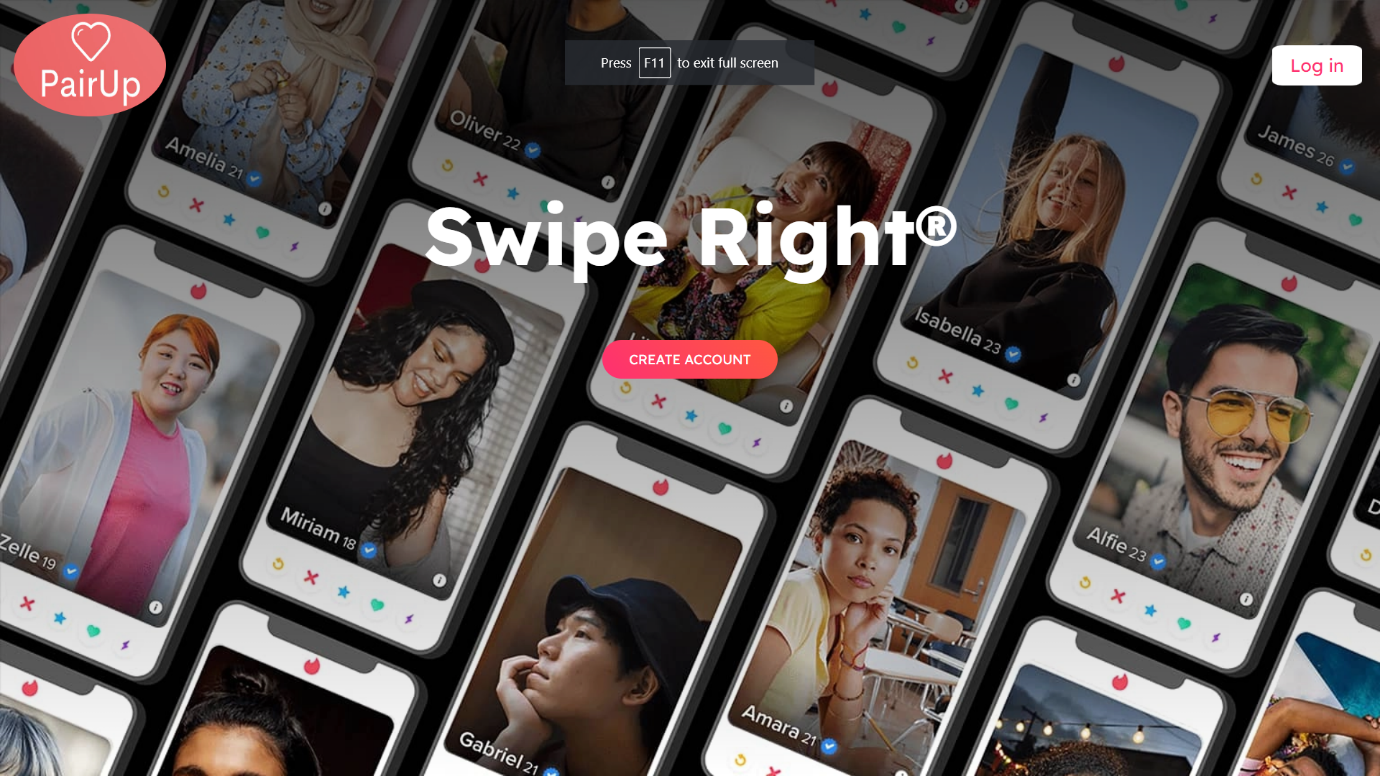 PairUp
Press F11 to exit full screen
Log in
Amelia 21
Oliver 22
James 26
Swipe Right®
Isabella 23
CREATE ACCOUNT
Zelle 19
Miriam 18
Alfie 23
Gabriel 21
Amara 21